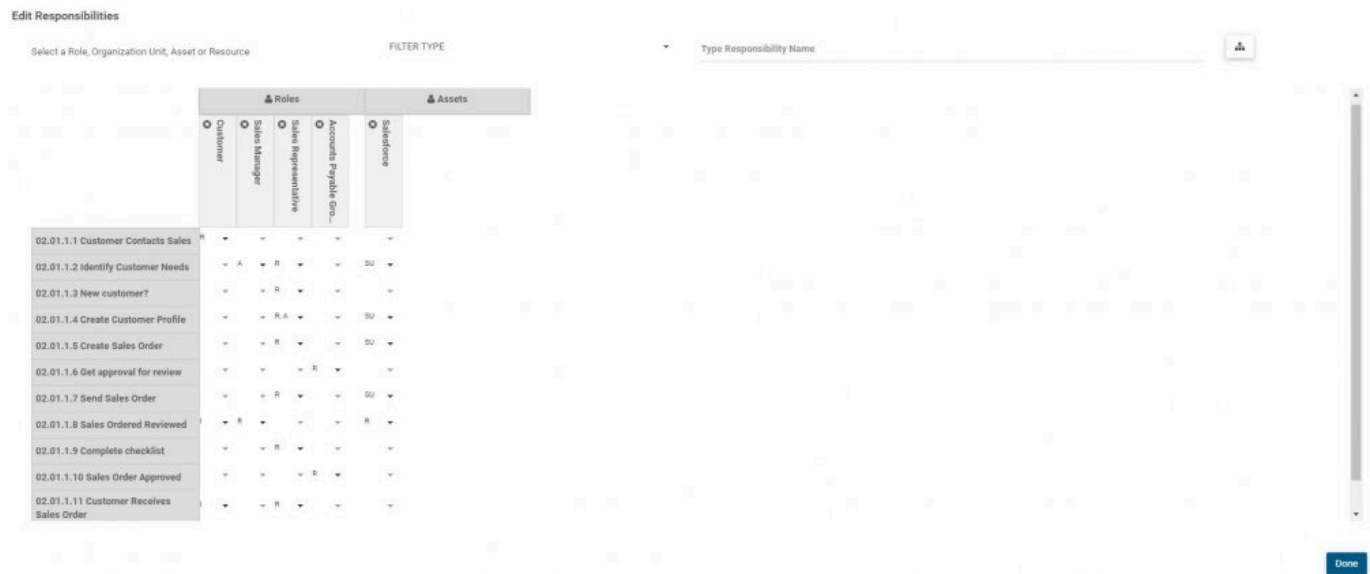 Edit Responsibilities
Select a Role, Organization Unit, Asset or Resource
FILTER TYPE
Type Responsibility Name
Roles
Assets
Customer
Sales Manager
Sales Representative
Accounts Payable Gro...
Salesforce
02.01.1.1 Customer Contacts Sales R
02.01.1.2 Identify Customer Needs A R SU
02.01.1.3 New customer? R
02.01.1.4 Create Customer Profile R, A SU
02.01.1.5 Create Sales Order R SU
02.01.1.6 Get approval for review R
02.01.1.7 Send Sales Order R SU
02.01.1.8 Sales Ordered Reviewed I R R
02.01.1.9 Complete checklist R
02.01.1.10 Sales Order Approved R
02.01.1.11 Customer Receives
Sales Order I R
Done